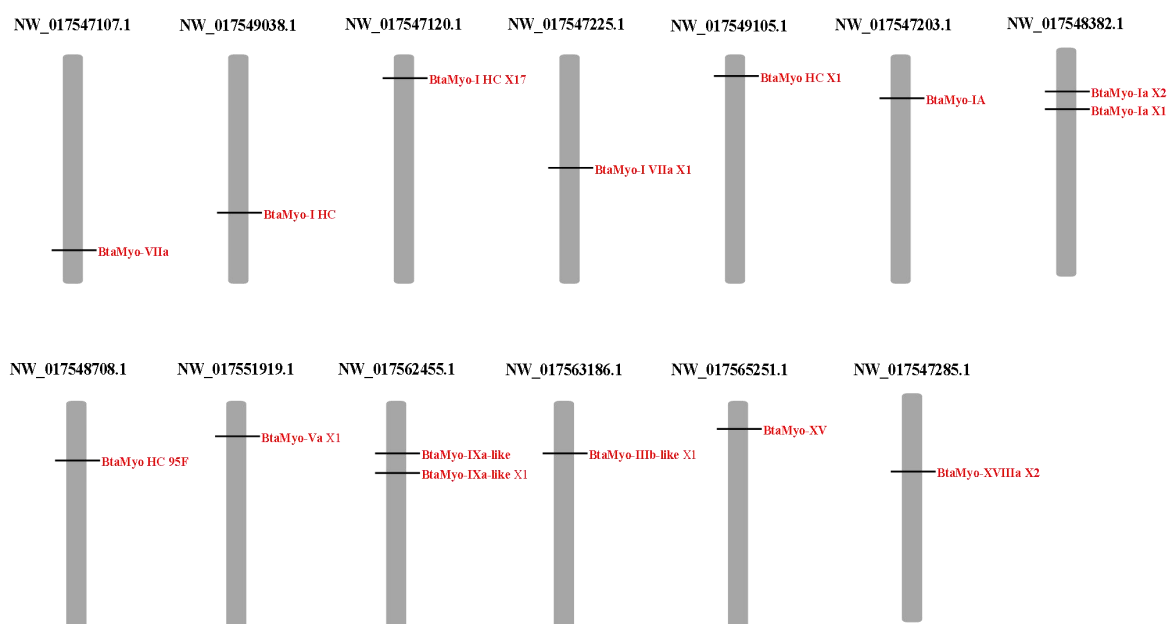 NW_017547107.1 NW_017549038.1 NW_017547120.1 NW_017547225.1 NW_017549105.1 NW_017547203.1 NW_017548382.1
BtaMyo-VIIa
BtaMyo-I HC
BtaMyo-I HC X17
BtaMyo-I VIIa X1
BtaMyo HC X1
BtaMyo-IA
BtaMyo-Ia X2
BtaMyo-Ia X1
NW_017548708.1 NW_017551919.1 NW_017562455.1 NW_017563186.1 NW_017565251.1 NW_017547285.1
BtaMyo HC 95F
BtaMyo-Va X1
BtaMyo-IXa-like
BtaMyo-IXa-like X1
BtaMyo-IIIb-like X1
BtaMyo-XV
BtaMyo-XVIIIa X2